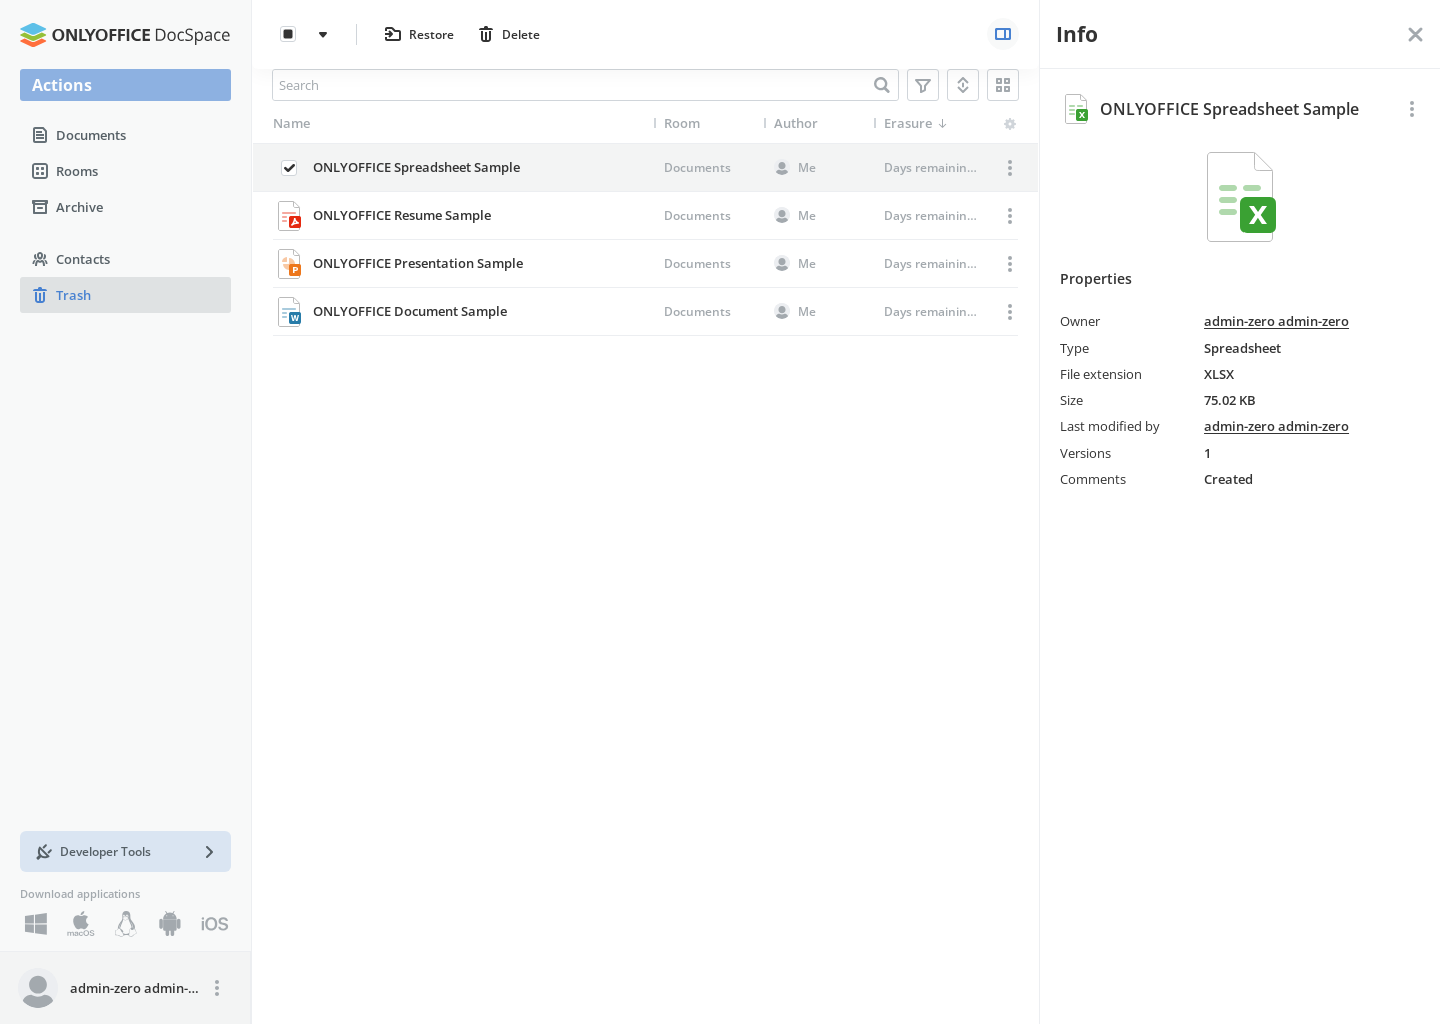 ONLYOFFICE DocSpace
Actions
Documents
Rooms
Archive
Contacts
Trash
Developer Tools
Download applications
macOS
iOS
admin-zero admin-...
Restore
Delete
Search
Name
Room
Author
Erasure
ONLYOFFICE Spreadsheet Sample
Documents
Me
Days remainin...
ONLYOFFICE Resume Sample
Documents
Me
Days remainin...
P
ONLYOFFICE Presentation Sample
Documents
Me
Days remainin...
W
ONLYOFFICE Document Sample
Documents
Me
Days remainin...
Info
X
ONLYOFFICE Spreadsheet Sample
X
Properties
Owner admin-zero admin-zero
Type Spreadsheet
File extension XLSX
Size 75.02 KB
Last modified by admin-zero admin-zero
Versions 1
Comments Created